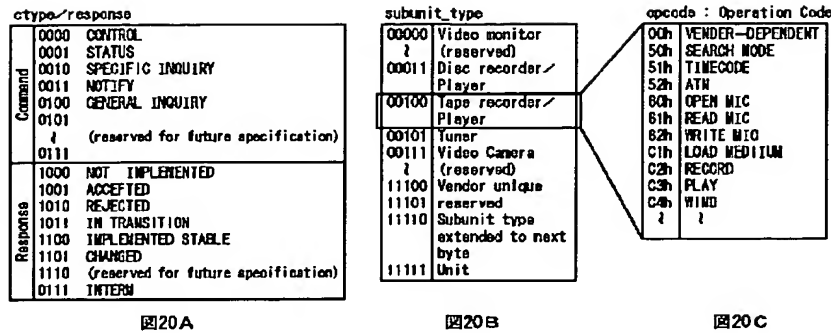 ctype/response
Command
0000 CONTROL
0001 STATUS
0010 SPECIFIC INQUIRY
0011 NOTIFY
0100 GENERAL INQUIRY
0101
≀ (reserved for future specification)
0111
Response
1000 NOT IMPLEMENTED
1001 ACCEPTED
1010 REJECTED
1011 IN TRANSITION
1100 IMPLEMENTED STABLE
1101 CHANGED
1110 (reserved for future specification)
0111 INTERM
図20A
subunit_type
00000 Video monitor
≀ (reserved)
00011 Disc recorder/
Player
00100 Tape recorder/
Player
00101 Tuner
00111 Video Camera
≀ (reserved)
11100 Vendor unique
11101 reserved
11110 Subunit type
extended to next
byte
11111 Unit
図20B
opcode : Operation Code
00h VENDER-DEPENDENT
50h SEARCH MODE
51h TIMECODE
52h ATN
60h OPEN MIC
61h READ MIC
62h WRITE MIC
C1h LOAD MEDIUM
C2h RECORD
C3h PLAY
C4h WIND
≀ ≀
図20C